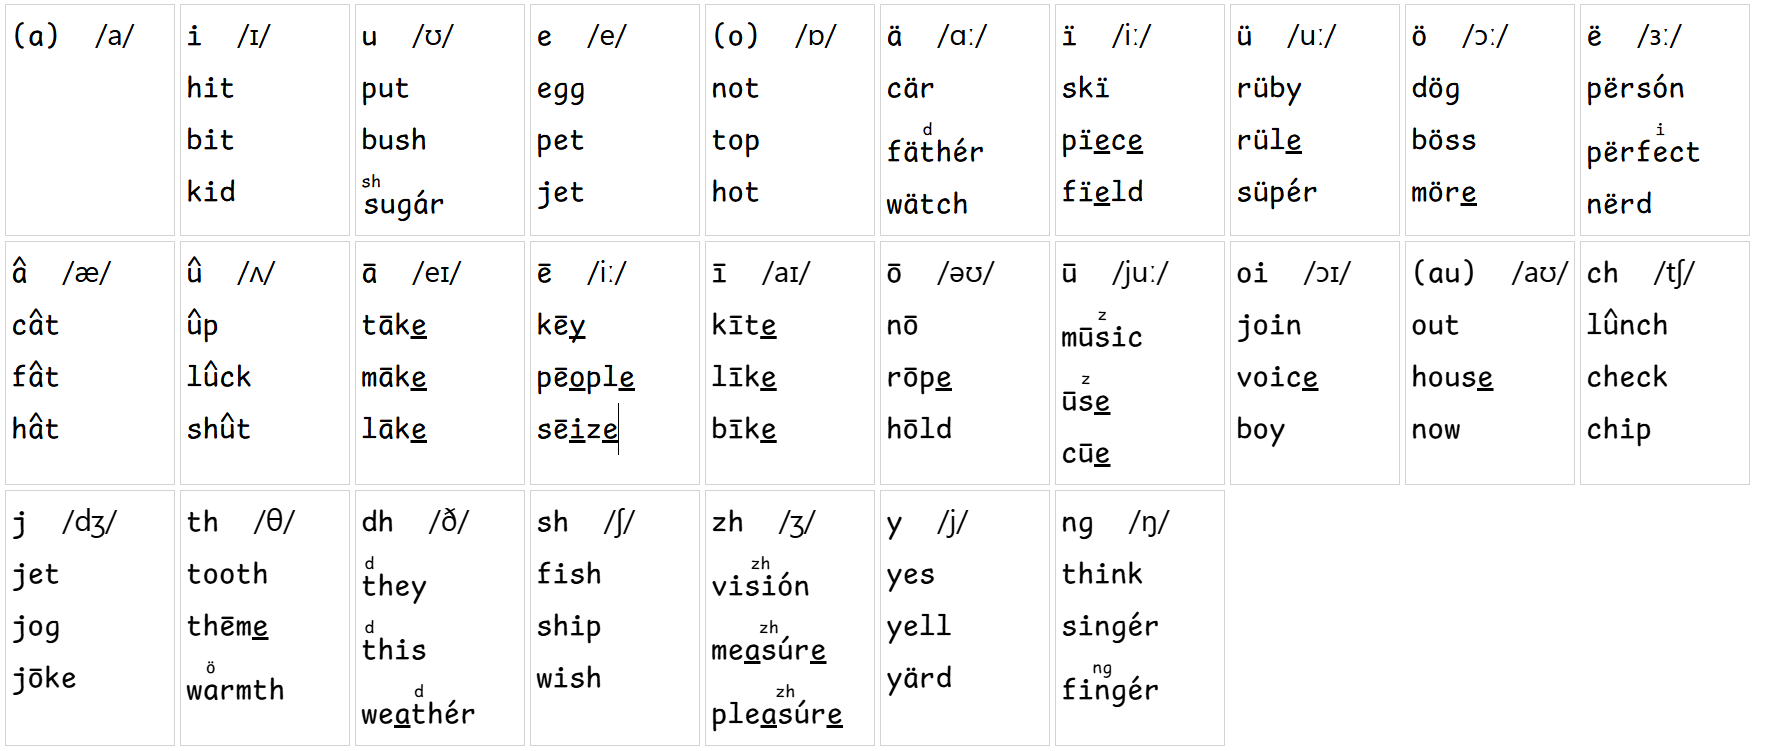 (a) /a/
i /ɪ/
hit
bit
kid
u /ʊ/
put
bush
sh
sugár
e /e/
egg
pet
jet
(o) /ɒ/
not
top
hot
ä /ɑː/
cär
d
fäthér
wätch
ï /iː/
skï
pïece
fïeld
ü /uː/
rüby
rüle
süpér
ö /ɔː/
dög
böss
möre
ë /ɜː/
përsón
i
përfect
nërd
â /æ/
cât
fât
hât
û /ʌ/
ûp
lûck
shût
ā /eɪ/
tāke
māke
lāke
ē /iː/
kēy
pēople
sēize
ī /aɪ/
kīte
līke
bīke
ō /əʊ/
nō
rōpe
hōld
ū /juː/
z
mūsic
z
ūse
cūe
oi /ɔɪ/
join
voice
boy
(au) /aʊ/
out
house
now
ch /tʃ/
lûnch
check
chip
j /dʒ/
jet
jog
jōke
th /θ/
tooth
thēme
ö
warmth
dh /ð/
d
they
d
this
d
weathér
sh /ʃ/
fish
ship
wish
zh /ʒ/
zh
visión
zh
measúre
zh
pleasúre
y /j/
yes
yell
yärd
ng /ŋ/
think
singér
ng
fingér